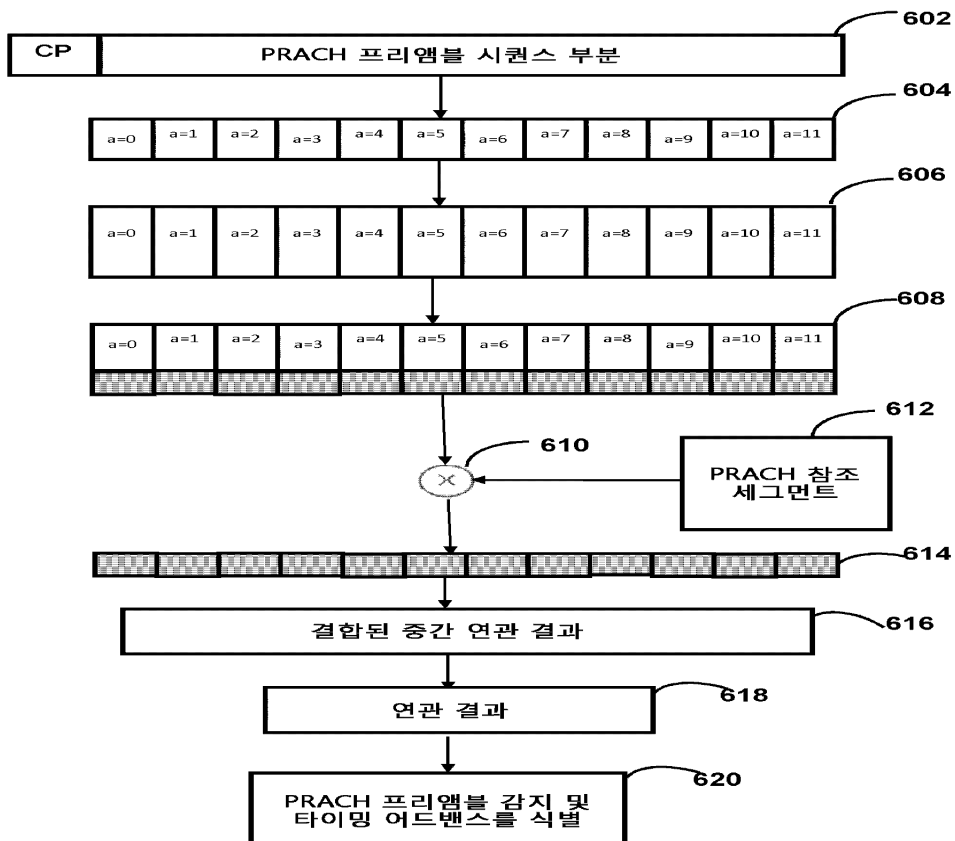 602
CP PRACH 프리앰블 시퀀스 부분
604
a=0 a=1 a=2 a=3 a=4 a=5 a=6 a=7 a=8 a=9 a=10 a=11
606
a=0 a=1 a=2 a=3 a=4 a=5 a=6 a=7 a=8 a=9 a=10 a=11
608
a=0 a=1 a=2 a=3 a=4 a=5 a=6 a=7 a=8 a=9 a=10 a=11
612
610
X
PRACH 참조
세그먼트
614
결합된 중간 연관 결과
616
연관 결과
618
620
PRACH 프리앰블 감지 및
타이밍 어드밴스를 식별